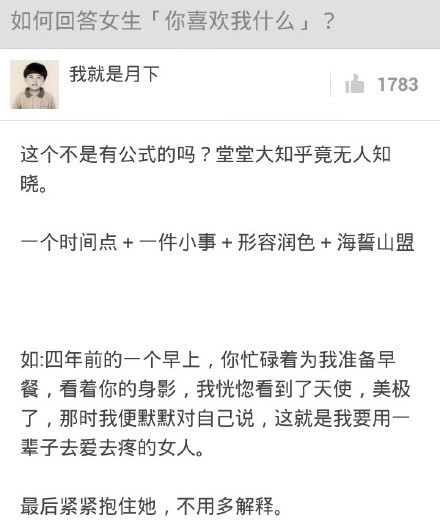 如何回答女生「你喜欢我什么」？
我就是月下
1783
这个不是有公式的吗？堂堂大知乎竟无人知
晓。
一个时间点+一件小事+形容润色+海誓山盟
如:四年前的一个早上，你忙碌着为我准备早
餐，看着你的身影，我恍惚看到了天使，美极
了，那时我便默默对自己说，这就是我要用一
辈子去爱去疼的女人。
最后紧紧抱住她，不用多解释。